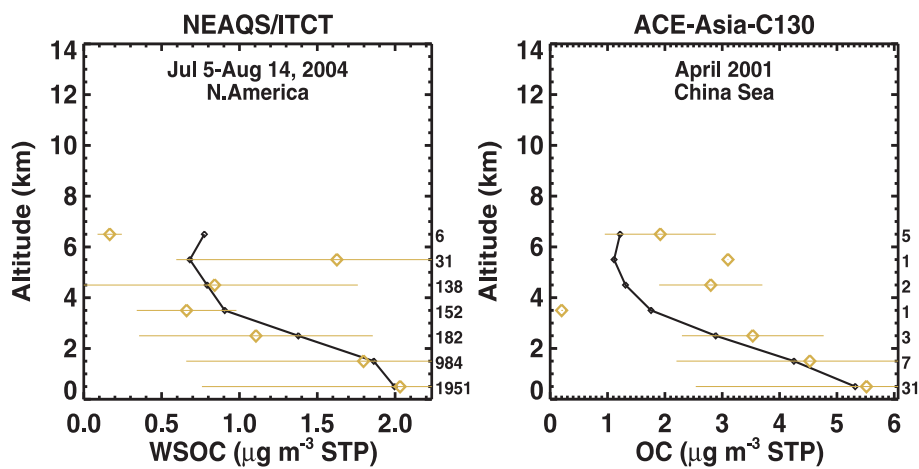 NEAQS/ITCT
Jul 5-Aug 14, 2004
N.America
Altitude (km)
14
12
10
8
6
4
2
0
6
31
138
152
182
984
1951
0.0 0.5 1.0 1.5 2.0
WSOC (μg m-3 STP)
ACE-Asia-C130
April 2001
China Sea
Altitude (km)
14
12
10
8
6
4
2
0
5
1
2
1
3
7
31
0 1 2 3 4 5 6
OC (μg m-3 STP)